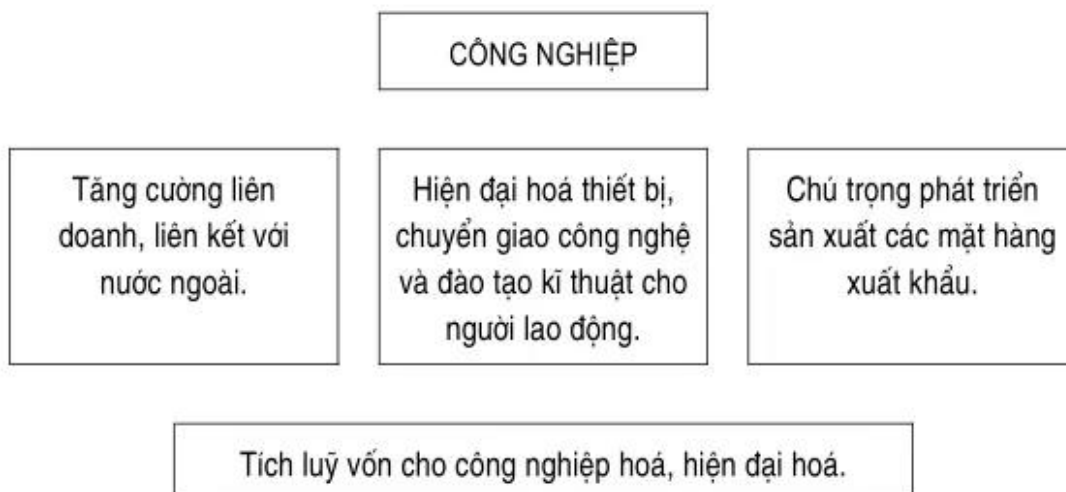 CÔNG NGHIỆP
Tăng cường liên
doanh, liên kết với
nước ngoài.
Hiện đại hoá thiết bị,
chuyển giao công nghệ
và đào tạo kĩ thuật cho
người lao động.
Chú trọng phát triển
sản xuất các mặt hàng
xuất khẩu.
Tích luỹ vốn cho công nghiệp hoá, hiện đại hoá.